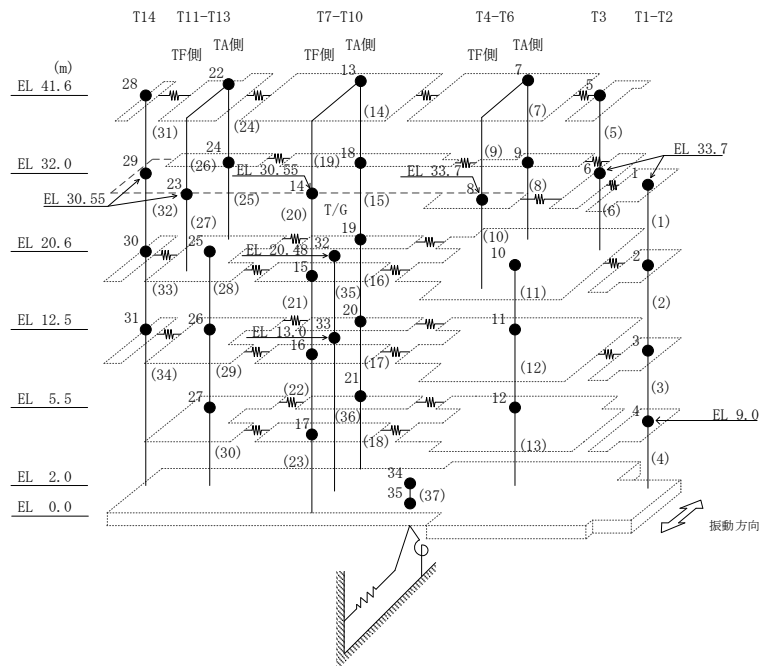 T14 T11-T13 T7-T10 T4-T6 T3 T1-T2
TF側 TA側 TF側 TA側 TF側 TA側
(m)
EL 41.6 28 22 13 7 5
(31) (24) (14) (7) (5)
EL 32.0 29 24 (26) (19) 18 (9) 9 6 EL 33.7
EL 30.55 EL 33.7
EL 30.55 (32) 23 (25) 14 (15) 8 (8) (6) 1
(27) (20) T/G (1)
EL 20.6 30 25 32 19 (10) 10 2
EL 20.48
(33) (28) 15 (35) (16) (11)
(21) (2)
EL 12.5 31 26 33 20 11 3
EL 13.0
(34) (29) 16 (17) (12) (3)
EL 5.5 27 (22) 21 12 4 EL 9.0
(36)
(30) 17 (18) (13) (4)
(23)
EL 2.0 34
35 (37)
EL 0.0
振動方向